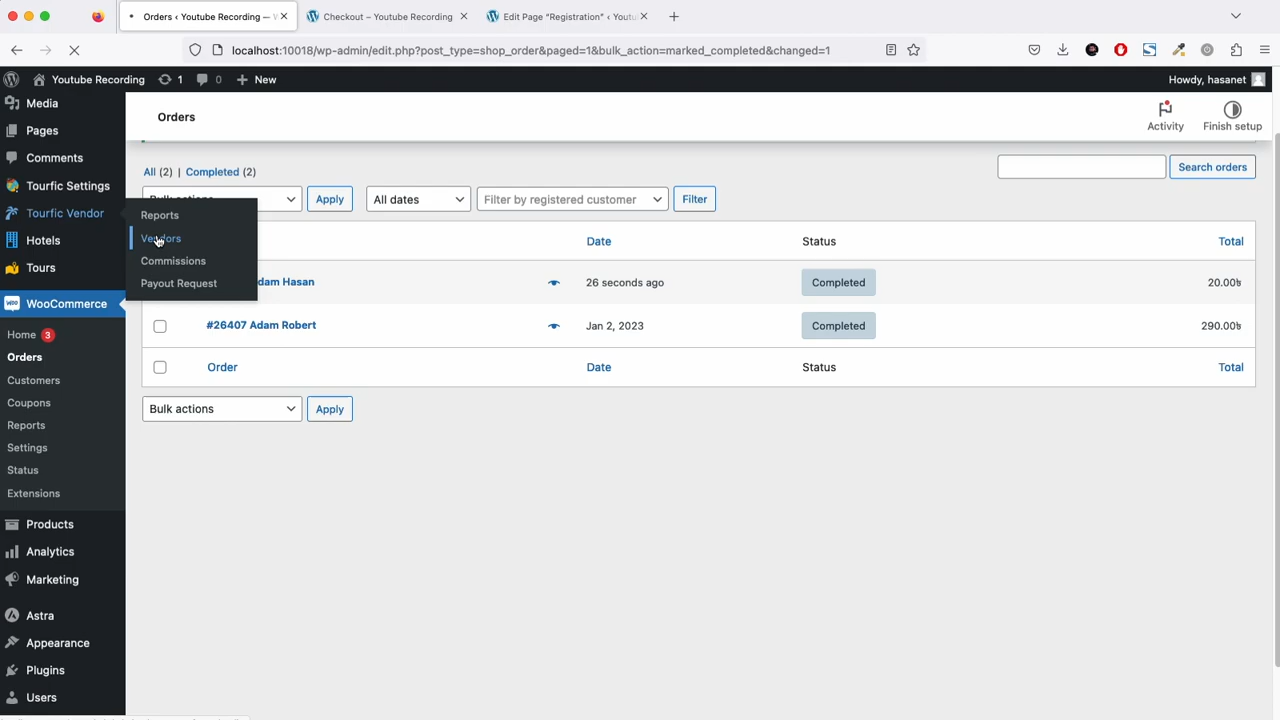 Orders ‹ Youtube Recording — W
Checkout – Youtube Recording
Edit Page “Registration” ‹ Youtu
localhost:10018/wp-admin/edit.php?post_type=shop_order&paged=1&bulk_action=marked_completed&changed=1
Youtube Recording
1
0
New
Howdy, hasanet
Media
Pages
Comments
Tourfic Settings
Tourfic Vendor
Hotels
Tours
WooCommerce
Home 3
Orders
Customers
Coupons
Reports
Settings
Status
Extensions
Products
Analytics
Marketing
Astra
Appearance
Plugins
Users
Reports
Vendors
Commissions
Payout Request
Orders
Activity
Finish setup
All (2) | Completed (2)
Search orders
Bulk actions
Apply
All dates
Filter by registered customer
Filter
Date
Status
Total
dam Hasan
26 seconds ago
Completed
20.00৳
#26407 Adam Robert
Jan 2, 2023
Completed
290.00৳
Order
Date
Status
Total
Bulk actions
Apply